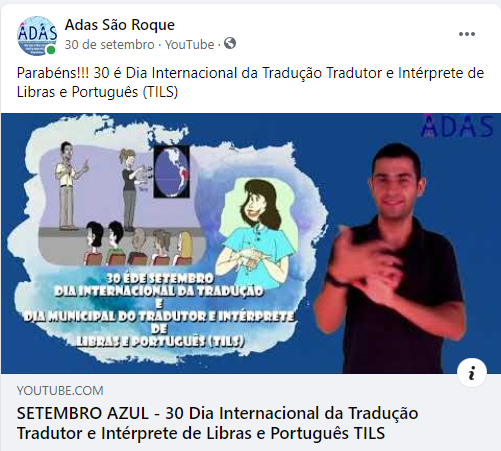 ADAS
Adas São Roque
30 de setembro · YouTube ·
Parabéns!!! 30 é Dia Internacional da Tradução Tradutor e Intérprete de
Libras e Português (TILS)
ADAS
30 ÉDE SETEMBRO
DIA INTERNACIONAL DA TRADUÇÃO
E
DIA MUNICIPAL DO TRADUTOR E INTÉRPRETE
DE
LIBRAS E PORTUGUÊS (TILS)
YOUTUBE.COM
SETEMBRO AZUL - 30 Dia Internacional da Tradução
Tradutor e Intérprete de Libras e Português TILS